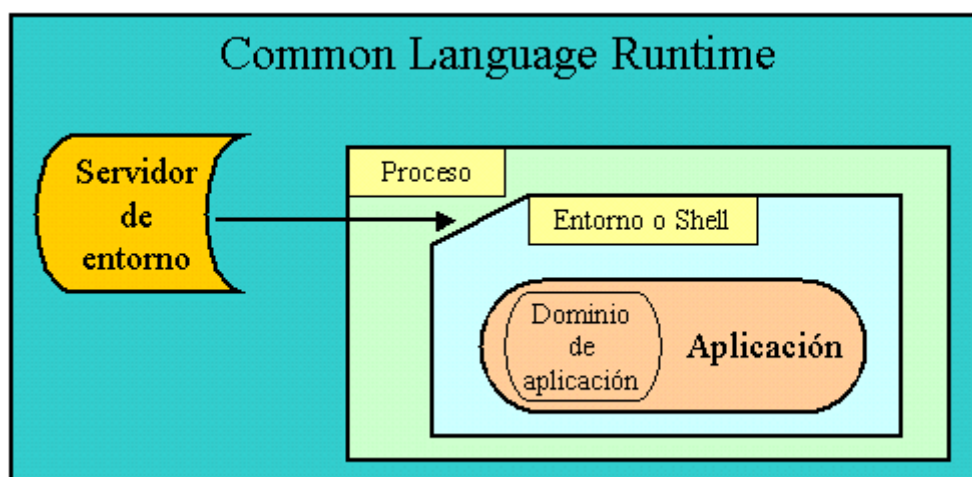 Common Language Runtime
Servidor
de
entorno
Proceso
Entorno o Shell
Dominio
de
aplicación
Aplicación